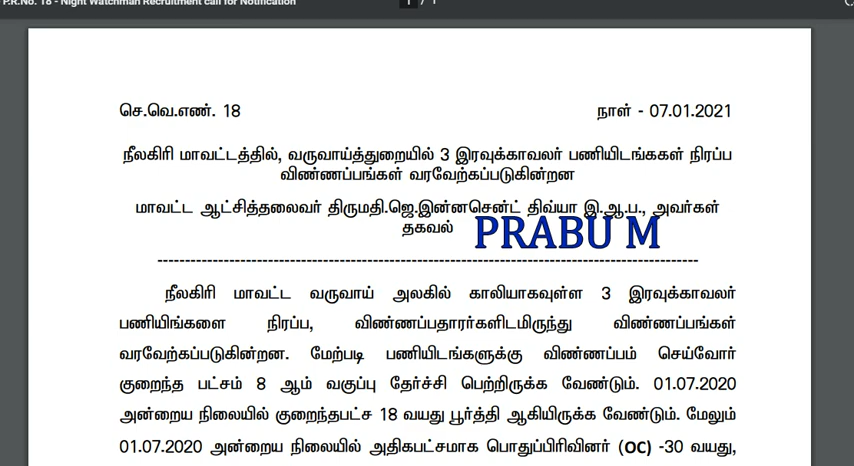 P.R.No. 18 - Night Watchman Recruitment call for Notification 1 / 1
செ.வெ.எண். 18 நாள் - 07.01.2021
நீலகிரி மாவட்டத்தில், வருவாய்த்துறையில் 3 இரவுக்காவலர் பணியிடங்ககள் நிரப்ப
விண்ணப்பங்கள் வரவேற்கப்படுகின்றன
மாவட்ட ஆட்சித்தலைவர் திருமதி.ஜெ.இன்னசென்ட் திவ்யா இ.ஆ.ப., அவர்கள்
தகவல் PRABU M
நீலகிரி மாவட்ட வருவாய் அலகில் காலியாகவுள்ள 3 இரவுக்காவலர்
பணியிங்களை நிரப்ப, விண்ணப்பதாரர்களிடமிருந்து விண்ணப்பங்கள்
வரவேற்கப்படுகின்றன. மேற்படி பணியிடங்களுக்கு விண்ணப்பம் செய்வோர்
குறைந்த பட்சம் 8 ஆம் வகுப்பு தேர்ச்சி பெற்றிருக்க வேண்டும். 01.07.2020
அன்றைய நிலையில் குறைந்தபட்ச 18 வயது பூர்த்தி ஆகியிருக்க வேண்டும். மேலும்
01.07.2020 அன்றைய நிலையில் அதிகபட்சமாக பொதுப்பிரிவினர் (OC) -30 வயது,